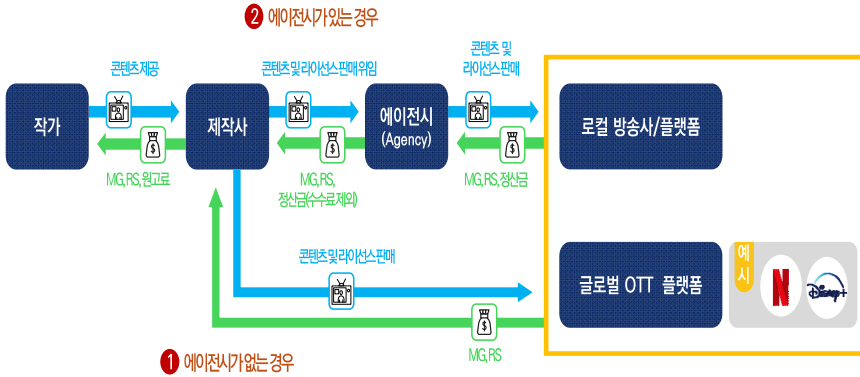 2 에이전시가 있는 경우
콘텐츠 제공
콘텐츠 및 라이선스 판매 위임
콘텐츠 및
라이선스 판매
작가
제작사
에이전시
(Agency)
로컬 방송사/플랫폼
MG, RS, 원고료
MG, RS,
정산금(수수료 제외)
MG, RS, 정산금
콘텐츠 및 라이선스 판매
글로벌 OTT 플랫폼
예
시
N
Disney+
MG, RS
1 에이전시가 없는 경우